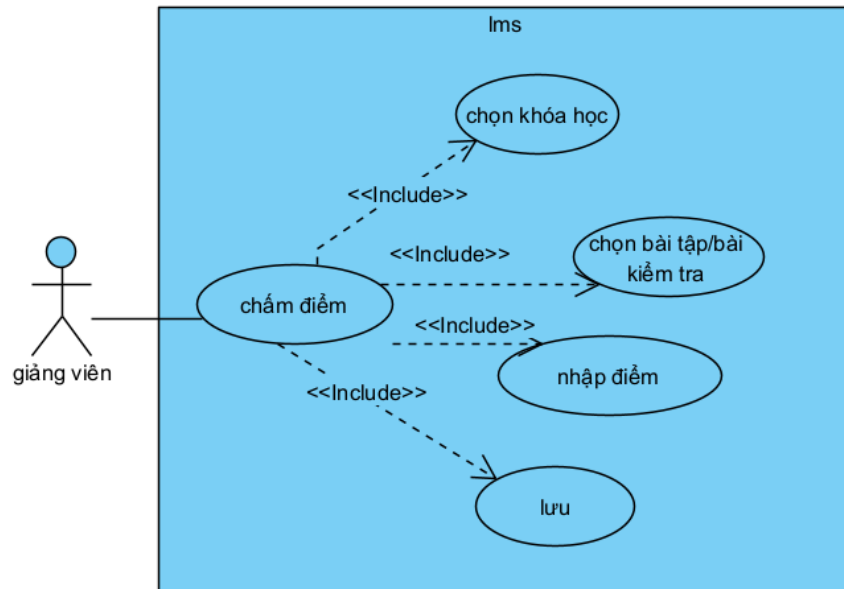 lms
chọn khóa học
<<Include>>
<<Include>>
chọn bài tập/bài
kiểm tra
chấm điểm
<<Include>>
nhập điểm
giảng viên
<<Include>>
lưu